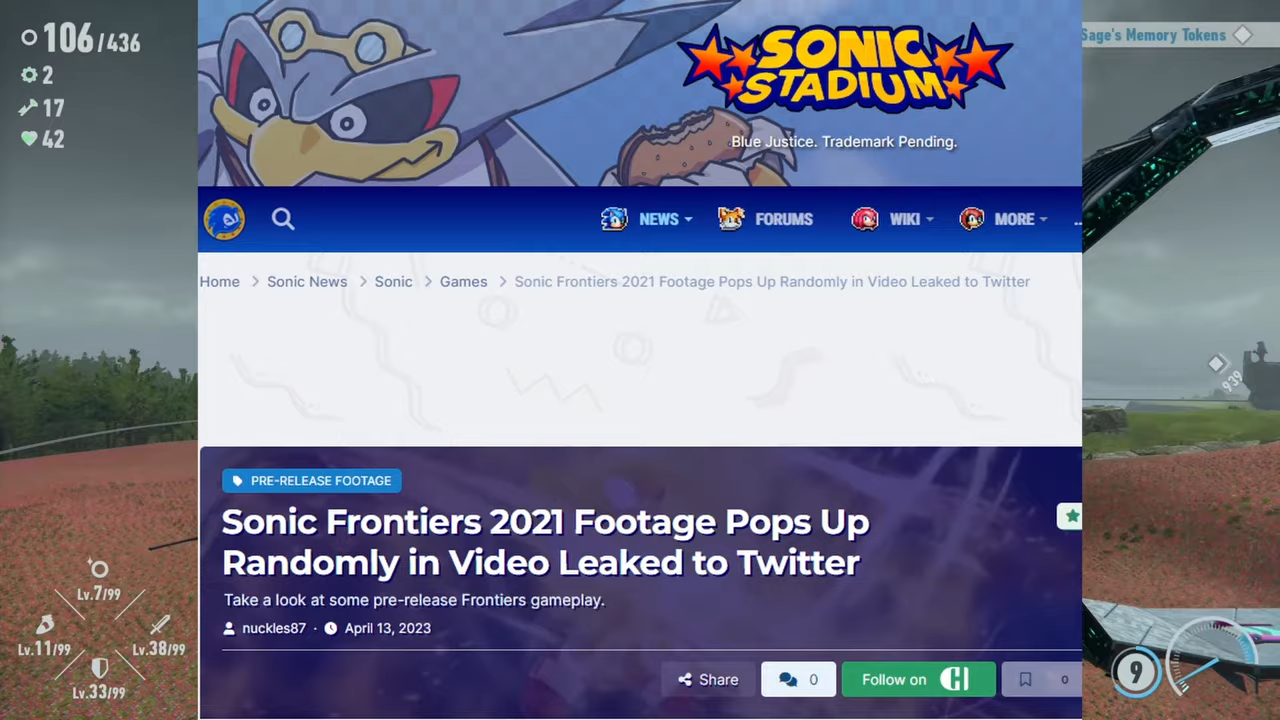 106/436
2
17
42
SONIC
STADIUM
Blue Justice. Trademark Pending.
Sage's Memory Tokens
NEWS
FORUMS
WIKI
MORE
Home > Sonic News > Sonic > Games > Sonic Frontiers 2021 Footage Pops Up Randomly in Video Leaked to Twitter
939
PRE-RELEASE FOOTAGE
Sonic Frontiers 2021 Footage Pops Up
Randomly in Video Leaked to Twitter
Take a look at some pre-release Frontiers gameplay.
nuckles87 · April 13, 2023
Share
0
Follow on
0
Lv.7/99
Lv.11/99
Lv.38/99
Lv.33/99
9